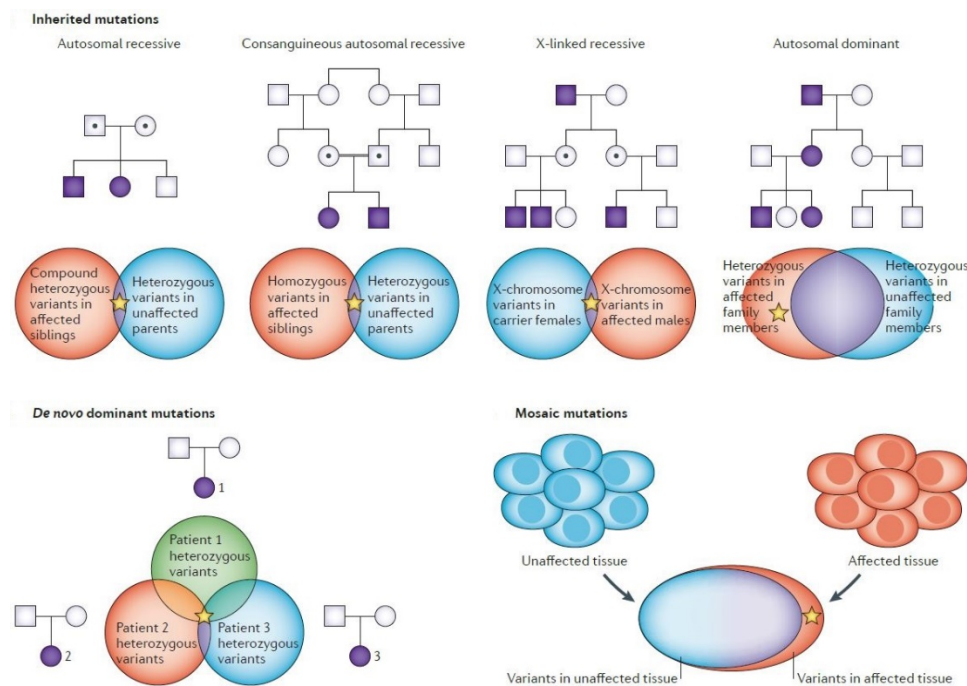 Inherited mutations
Autosomal recessive
Consanguineous autosomal recessive
X-linked recessive
Autosomal dominant
Compound
heterozygous
variants in
affected
siblings
Heterozygous
variants in
unaffected
parents
Homozygous
variants in
affected
siblings
Heterozygous
variants in
unaffected
parents
X-chromosome
variants in
carrier females
X-chromosome
variants in
affected males
Heterozygous
variants in
affected
family
members
Heterozygous
variants in
unaffected
family
members
De novo dominant mutations
1
Patient 1
heterozygous
variants
2
Patient 2
heterozygous
variants
Patient 3
heterozygous
variants
3
Mosaic mutations
Unaffected tissue
Affected tissue
Variants in unaffected tissue
Variants in affected tissue